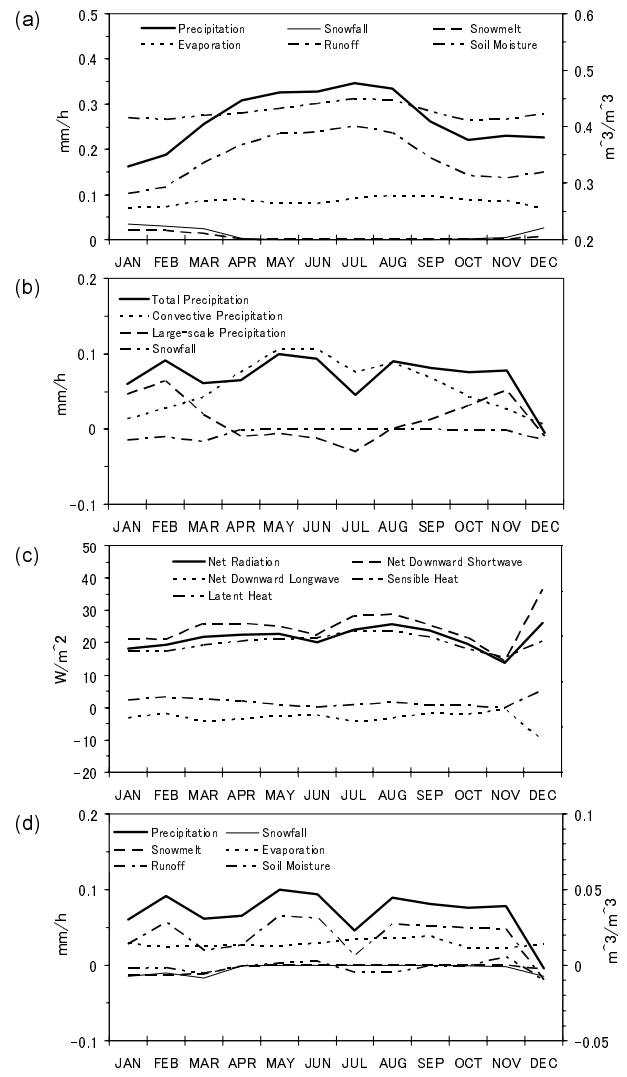 (a)
0.5
0.4
0.3
0.2
0.1
0
mm/h
0.6
0.5
0.4
0.3
0.2
m^3/m^3
Precipitation Snowfall Snowmelt
Evaporation Runoff Soil Moisture
JAN FEB MAR APR MAY JUN JUL AUG SEP OCT NOV DEC
(b)
0.2
0.1
0
-0.1
mm/h
Total Precipitation
Convective Precipitation
Large-scale Precipitation
Snowfall
JAN FEB MAR APR MAY JUN JUL AUG SEP OCT NOV DEC
(c)
50
40
30
20
10
0
-10
-20
W/m^2
Net Radiation Net Downward Shortwave
Net Downward Longwave Sensible Heat
Latent Heat
JAN FEB MAR APR MAY JUN JUL AUG SEP OCT NOV DEC
(d)
0.2
0.1
0
-0.1
mm/h
0.1
0.05
0
-0.05
m^3/m^3
Precipitation Snowfall
Snowmelt Evaporation
Runoff Soil Moisture
JAN FEB MAR APR MAY JUN JUL AUG SEP OCT NOV DEC